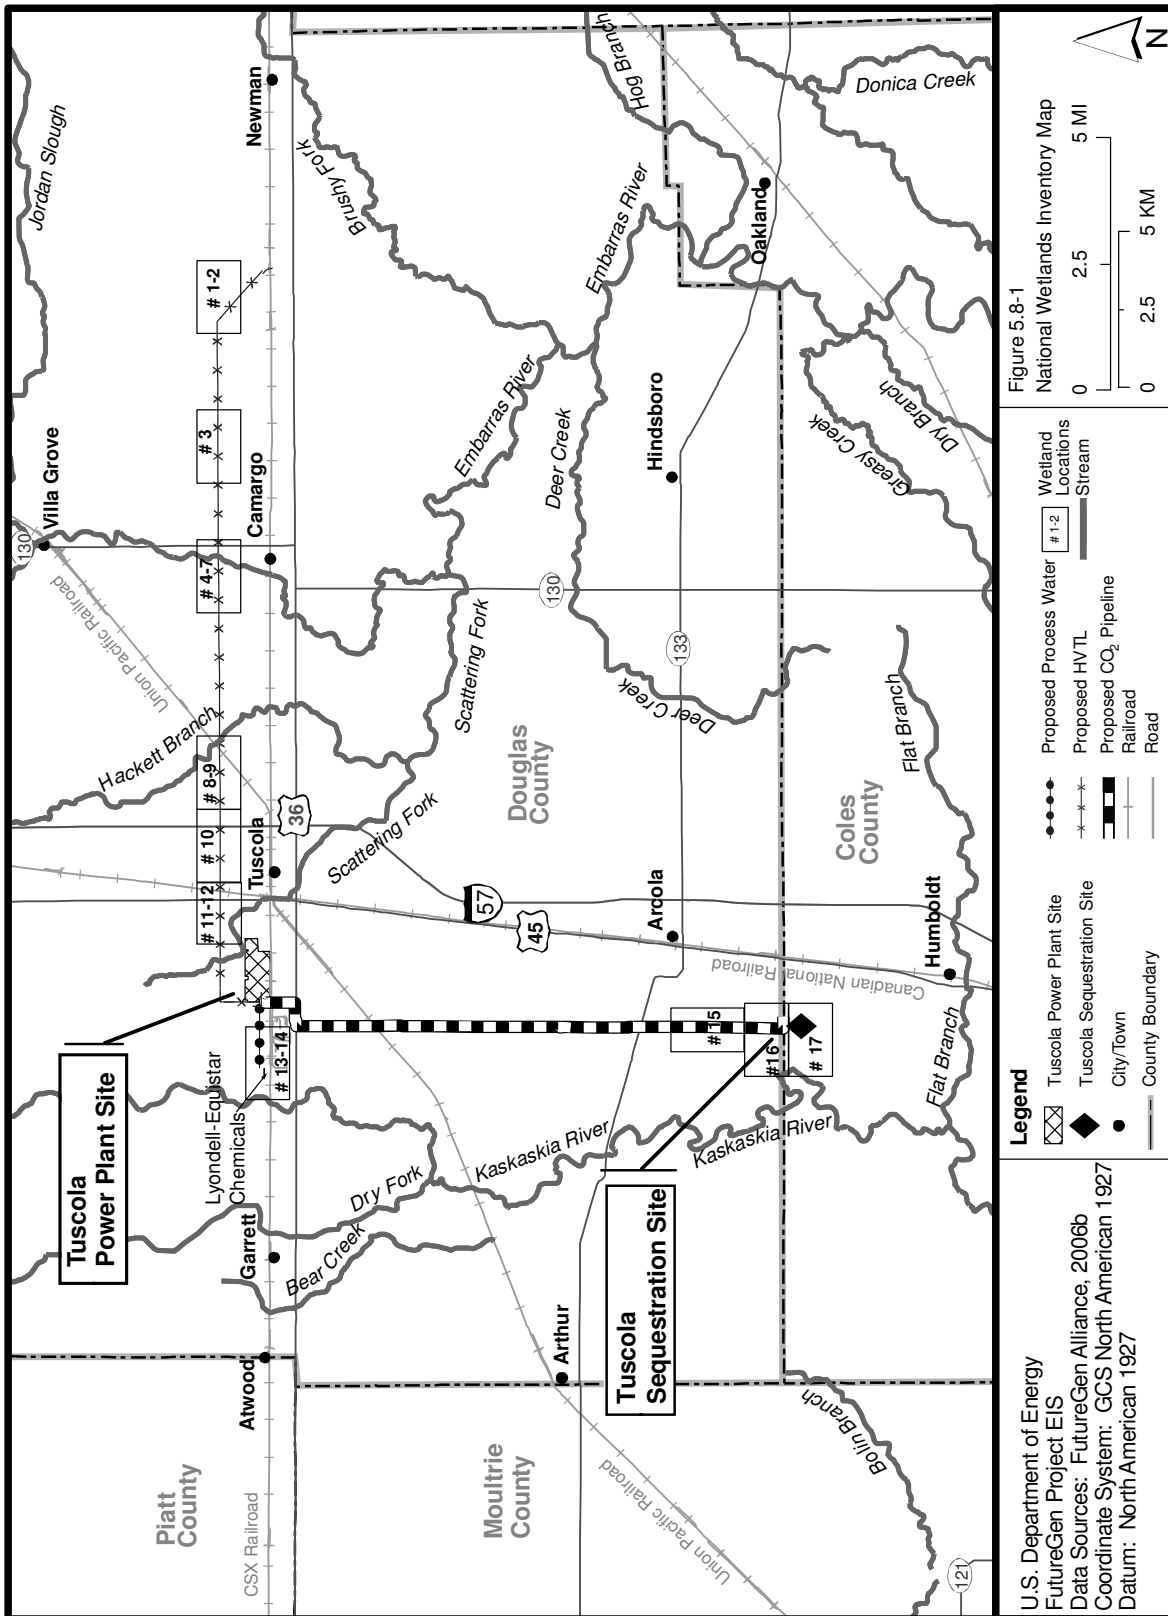 Piatt
County
CSX Railroad
Atwood
Garrett
Bear Creek
Dry Fork
Lyondell-Equistar
Chemicals
Tuscola
Power Plant Site
# 13-14
# 11-12
# 10
# 8-9
# 4-7
# 3
# 1-2
Hackett Branch
Union Pacific Railroad
130
Villa Grove
Jordan Slough
Tuscola
36
Camargo
Newman
Brushy Fork
Scattering Fork
Scattering Fork
Embarras River
Embarras River
Hog Branch
Donica Creek
Moultrie
County
Arthur
Union Pacific Railroad
Kaskaskia River
Kaskaskia River
Tuscola
Sequestration Site
57
45
Douglas
County
Arcola
Deer Creek
Deer Creek
130
133
Hindsboro
Oakland
#15
#16
# 17
Canadian National Railroad
Coles
County
Humboldt
Flat Branch
Flat Branch
Greasy Creek
Dry Branch
Bolin Branch
121
U.S. Department of Energy
FutureGen Project EIS
Data Sources: FutureGen Alliance, 2006b
Coordinate System: GCS North American 1927
Datum: North American 1927
Legend
Tuscola Power Plant Site
Tuscola Sequestration Site
City/Town
County Boundary
Proposed Process Water
Proposed HVTL
Proposed CO2 Pipeline
Railroad
Road
# 1-2
Wetland
Locations
Stream
Figure 5.8-1
National Wetlands Inventory Map
0 2.5 5 MI
0 2.5 5 KM
N